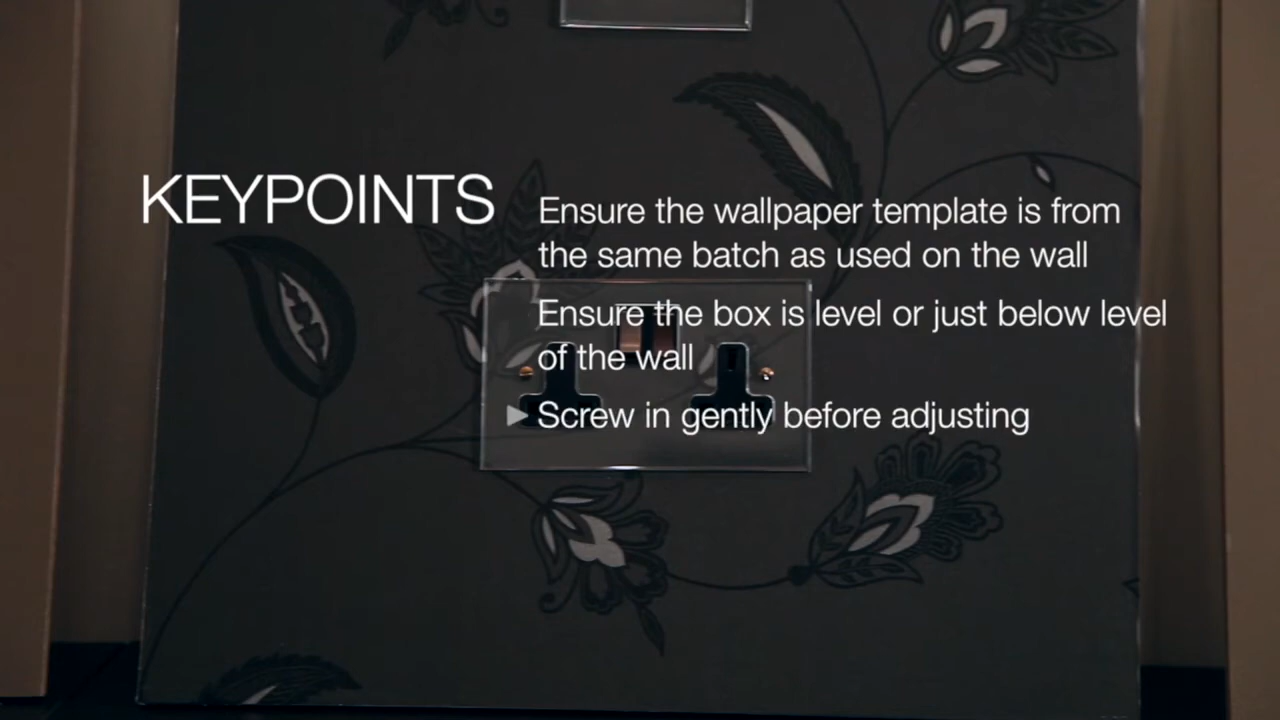 KEYPOINTS
Ensure the wallpaper template is from
the same batch as used on the wall
Ensure the box is level or just below level
of the wall
Screw in gently before adjusting